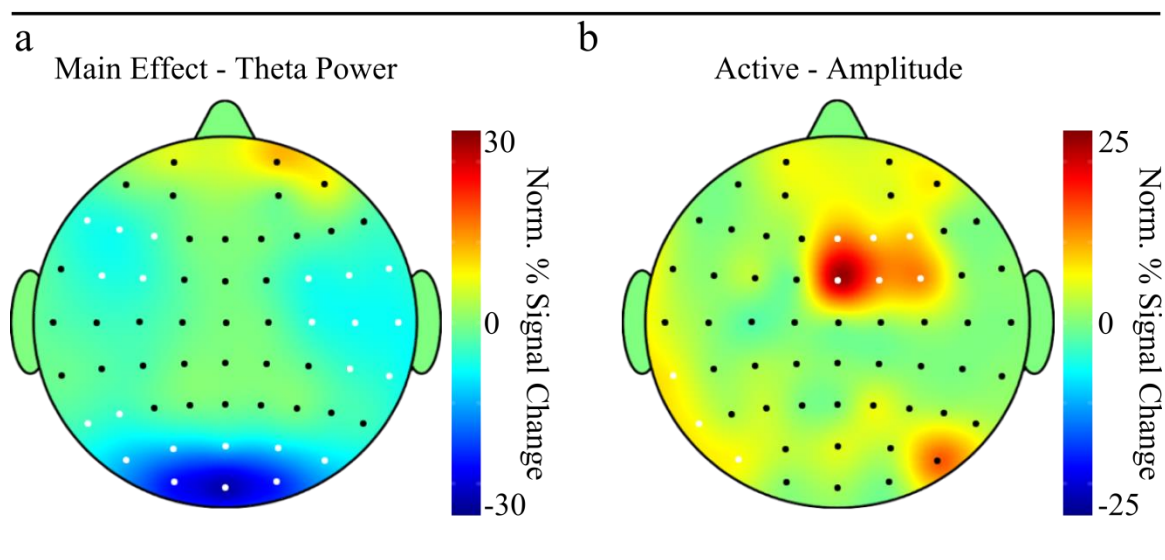 a
Main Effect - Theta Power
30
0
-30
Norm. % Signal Change
b
Active - Amplitude
25
0
-25
Norm. % Signal Change